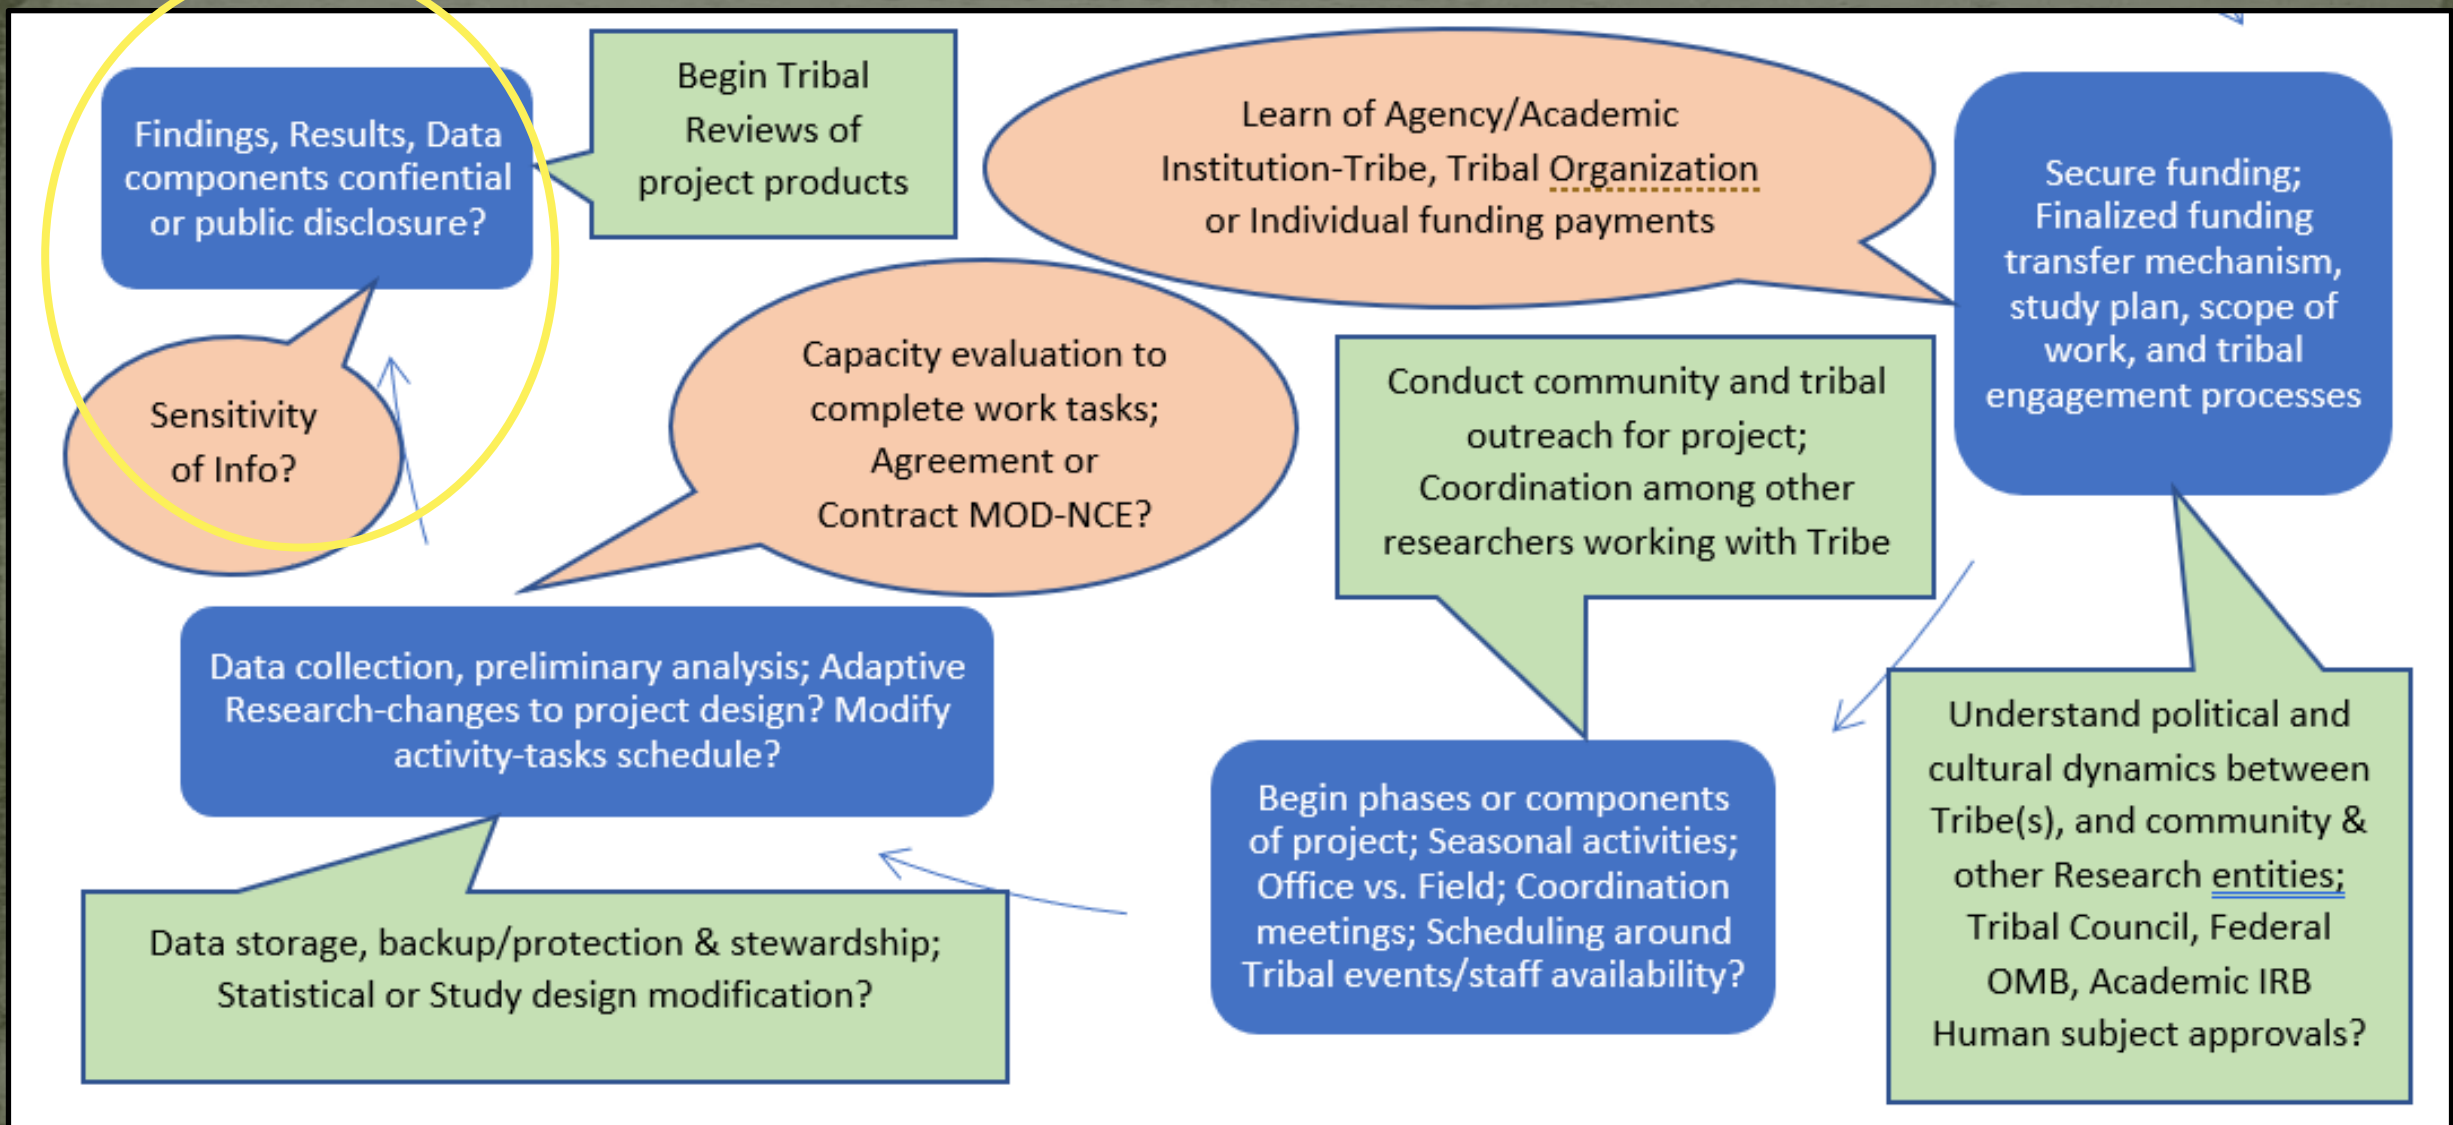 Findings, Results, Data
components confiential
or public disclosure?
Begin Tribal
Reviews of
project products
Learn of Agency/Academic
Institution-Tribe, Tribal Organization
or Individual funding payments
Secure funding;
Finalized funding
transfer mechanism,
study plan, scope of
work, and tribal
engagement processes
Sensitivity
of Info?
Capacity evaluation to
complete work tasks;
Agreement or
Contract MOD-NCE?
Conduct community and tribal
outreach for project;
Coordination among other
researchers working with Tribe
Data collection, preliminary analysis; Adaptive
Research-changes to project design? Modify
activity-tasks schedule?
Begin phases or components
of project; Seasonal activities;
Office vs. Field; Coordination
meetings; Scheduling around
Tribal events/staff availability?
Understand political and
cultural dynamics between
Tribe(s), and community &
other Research entities;
Tribal Council, Federal
OMB, Academic IRB
Human subject approvals?
Data storage, backup/protection & stewardship;
Statistical or Study design modification?